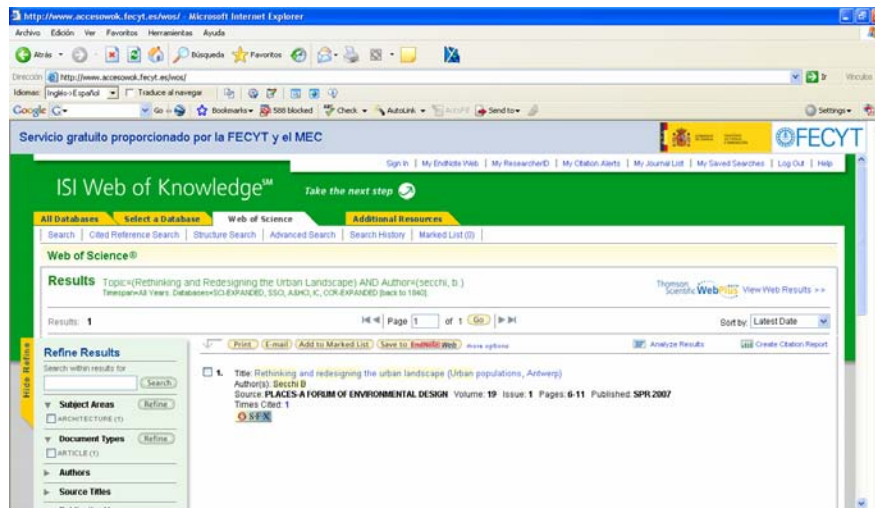 http://www.accesowok.fecyt.es/wos/ - Microsoft Internet Explorer
Archivo Edición Ver Favoritos Herramientas Ayuda
Atrás Búsqueda Favoritos
Dirección http://www.accesowok.fecyt.es/wos/ Ir Vínculos
Idiomas: Inglés>Español Traduce al navegar
Google G Go Bookmarks 588 blocked Check AutoLink AutoFill Send to Settings
Servicio gratuito proporcionado por la FECYT y el MEC FECYT
Sign In | My EndNote Web | My ResearcherID | My Citation Alerts | My Journal List | My Saved Searches | Log Out | Help
ISI Web of Knowledge℠ Take the next step
All Databases Select a Database Web of Science Additional Resources
Search | Cited Reference Search | Structure Search | Advanced Search | Search History | Marked List (0)
Web of Science®
Results Topic=(Rethinking and Redesigning the Urban Landscape) AND Author=(secchi, b.)
Timespan=All Years. Databases=SCI-EXPANDED, SSCI, A&HCI, IC, CCR-EXPANDED [back to 1840].
Thomson Scientific WebPlus View Web Results >>
Results: 1 Page 1 of 1 Go Sort by: Latest Date
Hide Refine
Refine Results
Search within results for
Search
Subject Areas Refine
ARCHITECTURE (1)
Document Types Refine
ARTICLE (1)
Authors
Source Titles
Print E-mail Add to Marked List Save to EndNote Web more options Analyze Results Create Citation Report
1. Title: Rethinking and redesigning the urban landscape (Urban populations, Antwerp)
Author(s): Secchi B
Source: PLACES-A FORUM OF ENVIRONMENTAL DESIGN Volume: 19 Issue: 1 Pages: 6-11 Published: SPR 2007
Times Cited: 1
S·F·X